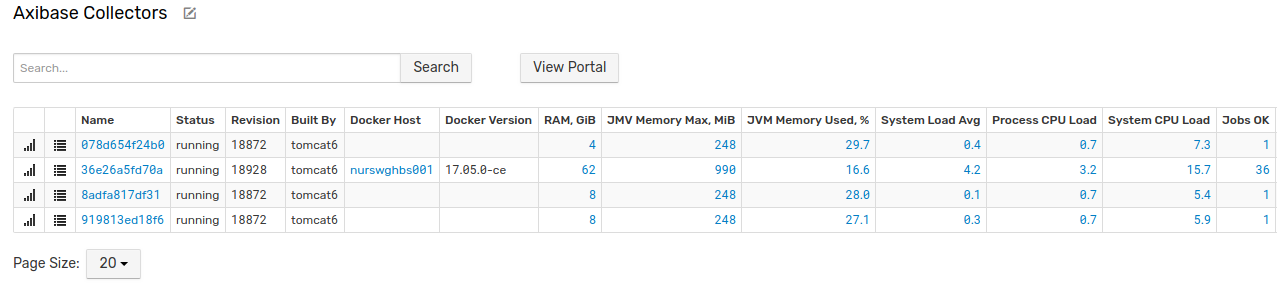 Axibase Collectors
Search... Search View Portal
Name Status Revision Built By Docker Host Docker Version RAM, GiB JMV Memory Max, MiB JVM Memory Used, % System Load Avg Process CPU Load System CPU Load Jobs OK
078d654f24b0 running 18872 tomcat6 4 248 29.7 0.4 0.7 7.3 1
36e26a5fd70a running 18928 tomcat6 nurswghbs001 17.05.0-ce 62 990 16.6 4.2 3.2 15.7 36
8adfa817df31 running 18872 tomcat6 8 248 28.0 0.1 0.7 5.4 1
919813ed18f6 running 18872 tomcat6 8 248 27.1 0.3 0.7 5.9 1
Page Size: 20